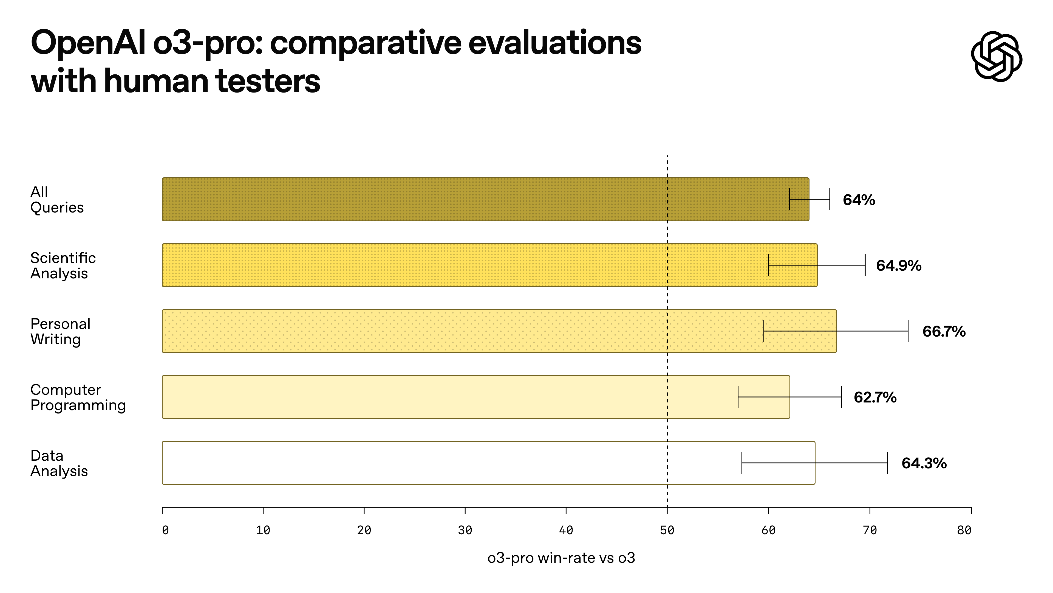 OpenAI o3-pro: comparative evaluations
with human testers
All
Queries
64%
Scientific
Analysis
64.9%
Personal
Writing
66.7%
Computer
Programming
62.7%
Data
Analysis
64.3%
0 10 20 30 40 50 60 70 80
o3-pro win-rate vs o3